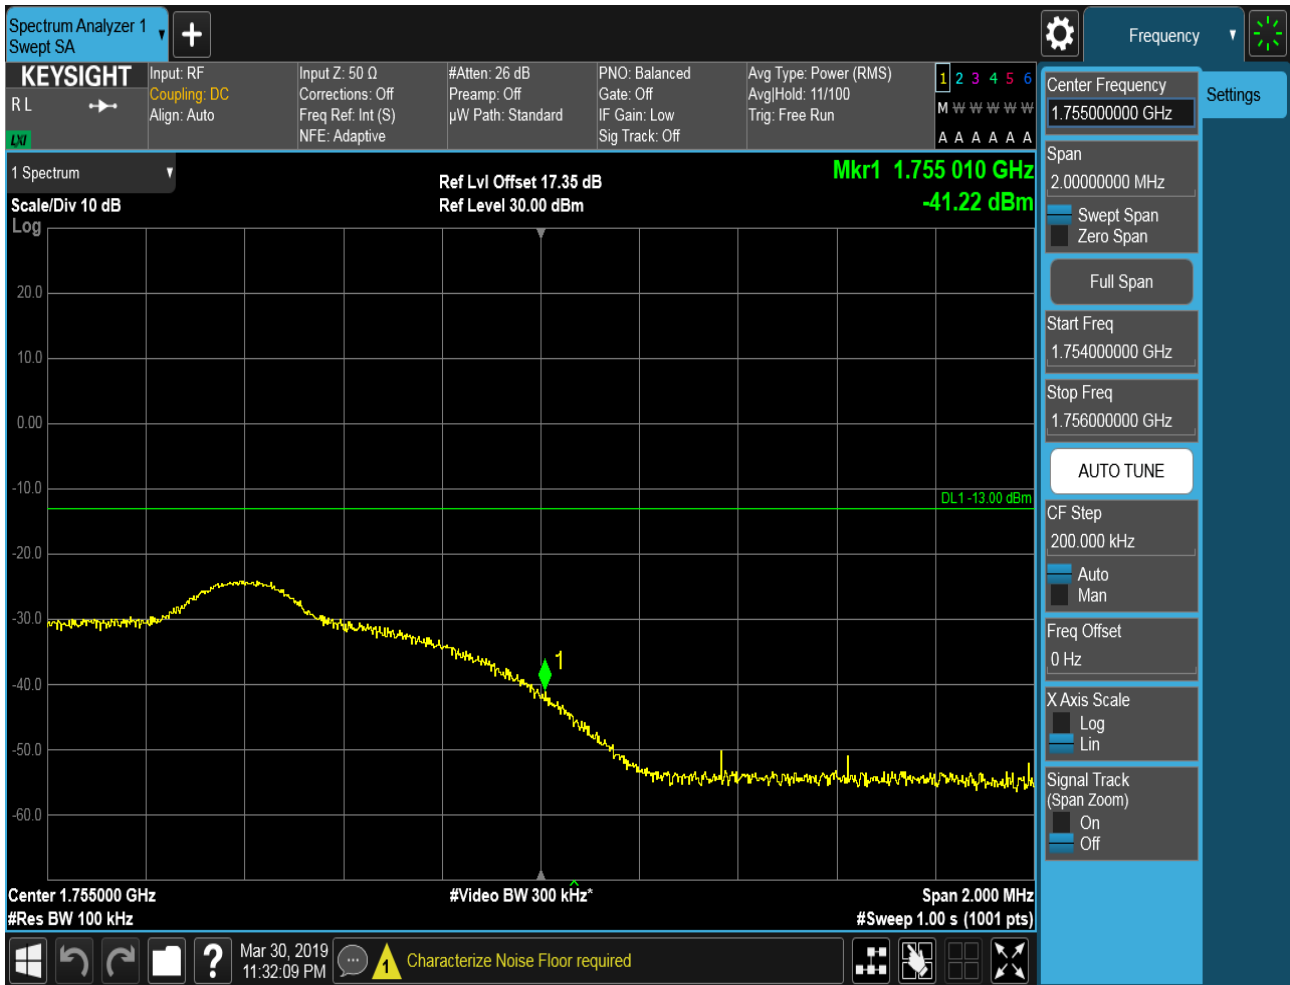 Spectrum Analyzer 1
Swept SA
Frequency
KEYSIGHT
R L
LXI
Input: RF
Coupling: DC
Align: Auto
Input Z: 50 Ω
Corrections: Off
Freq Ref: Int (S)
NFE: Adaptive
#Atten: 26 dB
Preamp: Off
µW Path: Standard
PNO: Balanced
Gate: Off
IF Gain: Low
Sig Track: Off
Avg Type: Power (RMS)
Avg|Hold: 11/100
Trig: Free Run
1 2 3 4 5 6
M W W W W W
A A A A A A
1 Spectrum
Scale/Div 10 dB
Log
Ref Lvl Offset 17.35 dB
Ref Level 30.00 dBm
Mkr1 1.755 010 GHz
-41.22 dBm
20.0
10.0
0.00
-10.0
-20.0
-30.0
-40.0
-50.0
-60.0
DL1 -13.00 dBm
1
Center 1.755000 GHz
#Video BW 300 kHz*
Span 2.000 MHz
#Res BW 100 kHz
#Sweep 1.00 s (1001 pts)
Mar 30, 2019
11:32:09 PM
?
1
Characterize Noise Floor required
Center Frequency
1.755000000 GHz
Settings
Span
2.00000000 MHz
Swept Span
Zero Span
Full Span
Start Freq
1.754000000 GHz
Stop Freq
1.756000000 GHz
AUTO TUNE
CF Step
200.000 kHz
Auto
Man
Freq Offset
0 Hz
X Axis Scale
Log
Lin
Signal Track
(Span Zoom)
On
Off